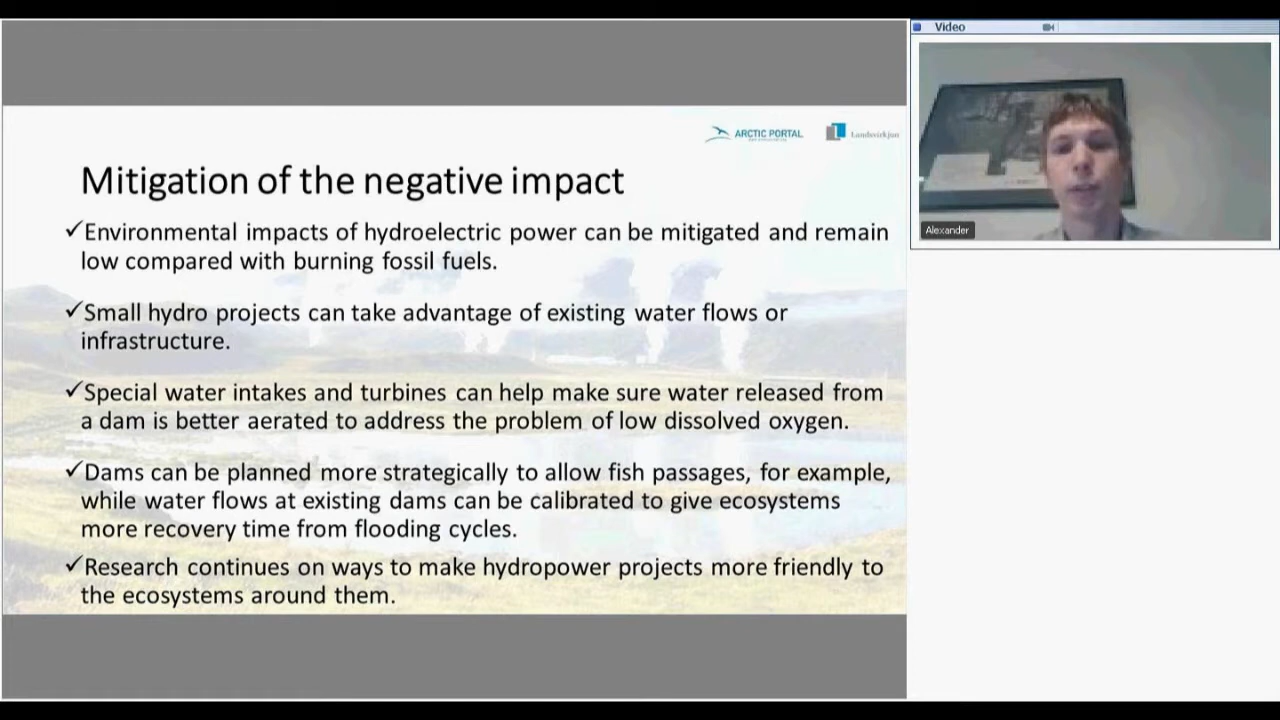 ARCTIC PORTAL
Landsvirkjun
Mitigation of the negative impact
✓Environmental impacts of hydroelectric power can be mitigated and remain
low compared with burning fossil fuels.
✓Small hydro projects can take advantage of existing water flows or
infrastructure.
✓Special water intakes and turbines can help make sure water released from
a dam is better aerated to address the problem of low dissolved oxygen.
✓Dams can be planned more strategically to allow fish passages, for example,
while water flows at existing dams can be calibrated to give ecosystems
more recovery time from flooding cycles.
✓Research continues on ways to make hydropower projects more friendly to
the ecosystems around them.
Video
Alexander